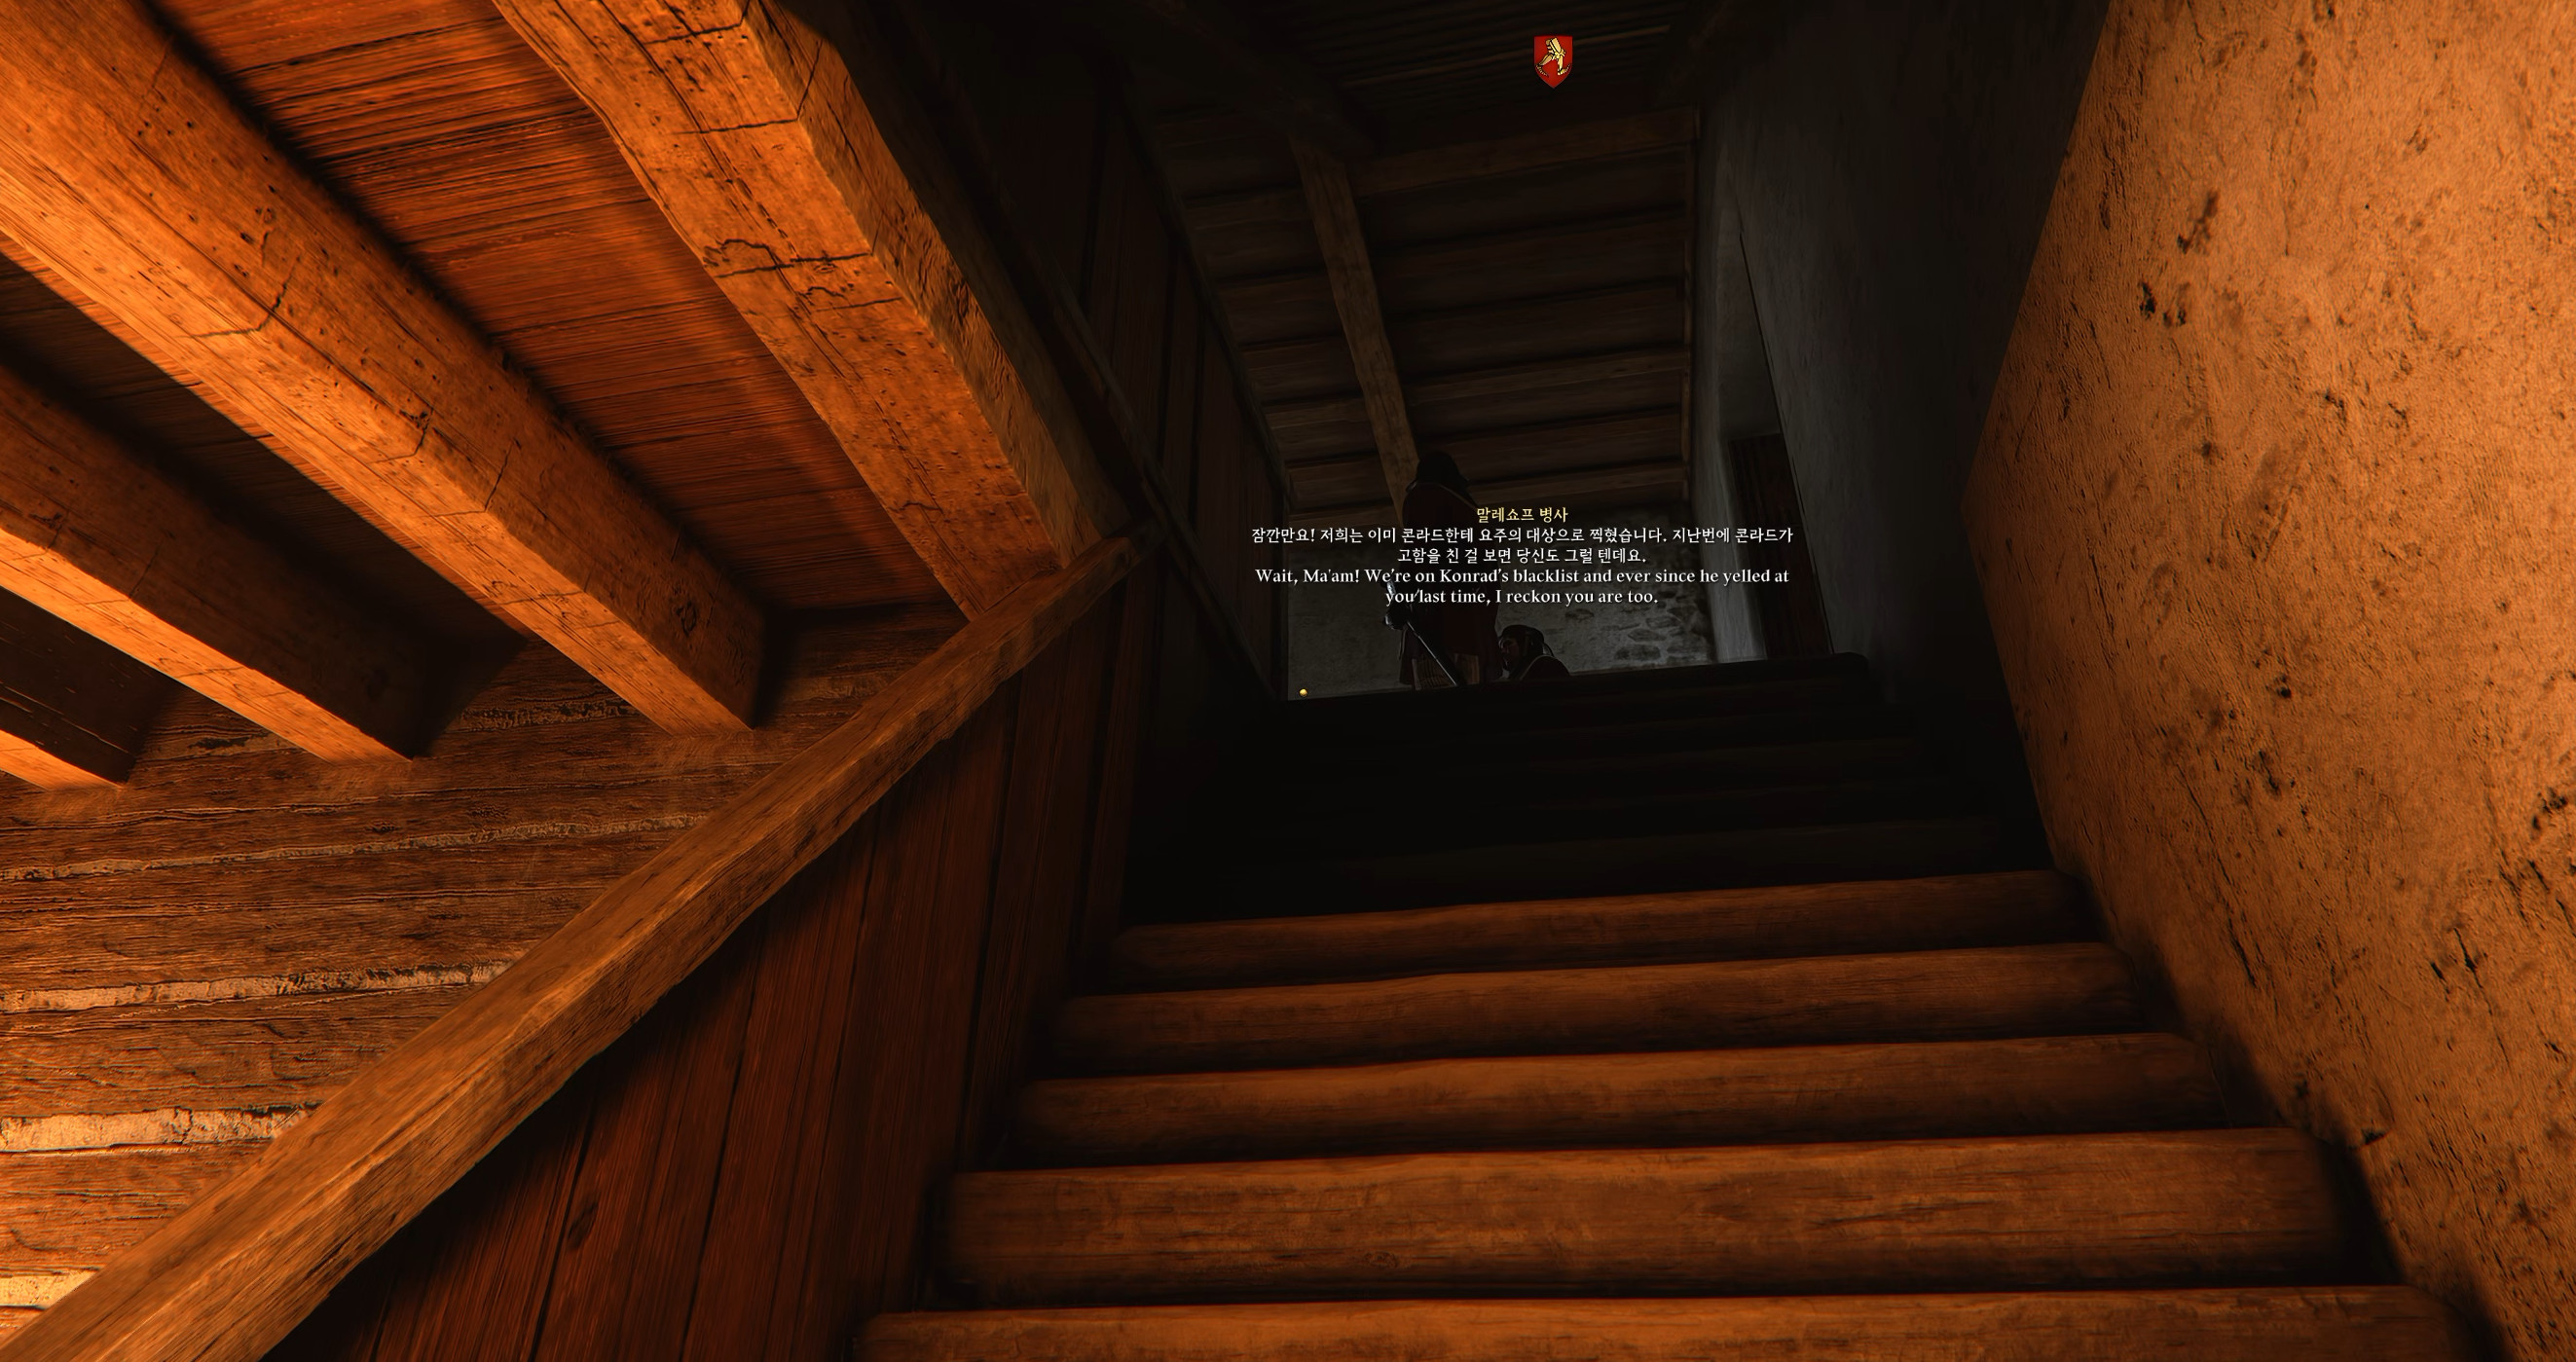 말레쇼프 병사
잠깐만요! 저희는 이미 콘라드한테 요주의 대상으로 찍혔습니다. 지난번에 콘라드가
고함을 친 걸 보면 당신도 그럴 텐데요.
Wait, Ma'am! We're on Konrad's blacklist and ever since he yelled at
you last time, I reckon you are too.